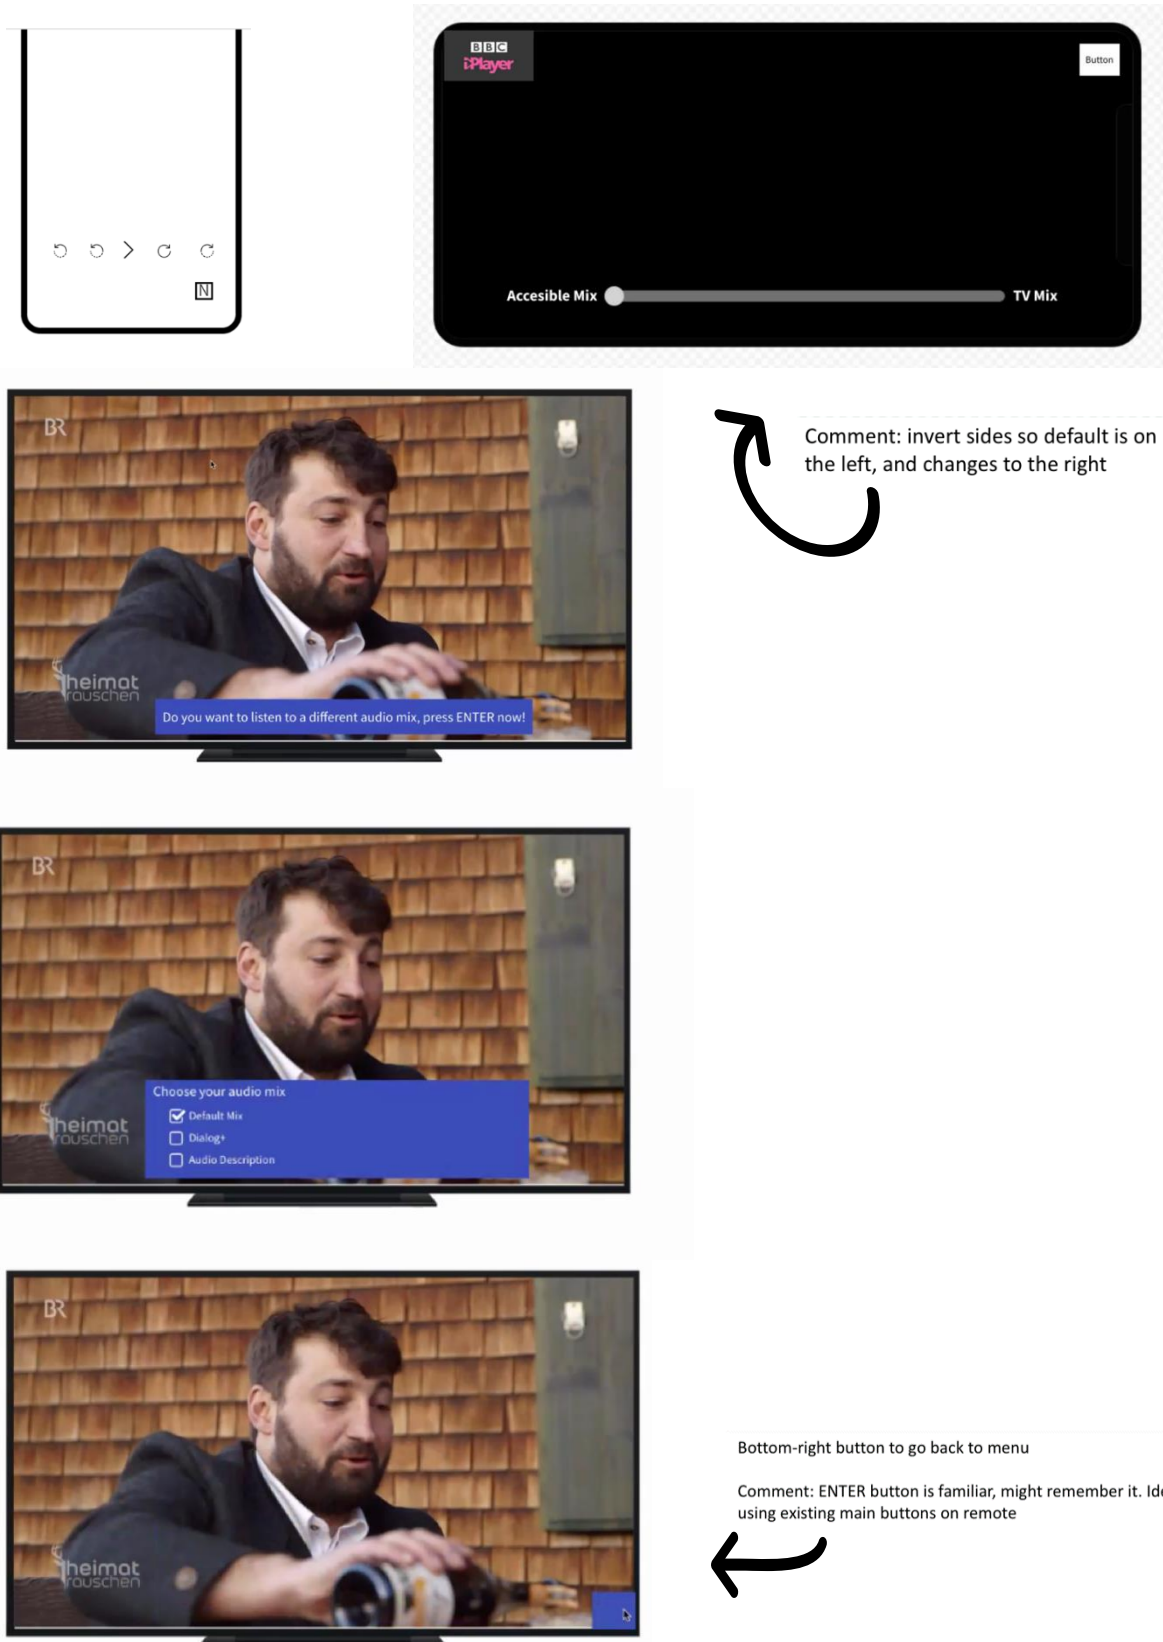 BBC
iPlayer
Button
N
Accesible Mix
TV Mix
BR
Comment: invert sides so default is on
the left, and changes to the right
heimat
rauschen
Do you want to listen to a different audio mix, press ENTER now!
BR
Choose your audio mix
Default Mix
Dialog+
Audio Description
heimat
rauschen
BR
Bottom-right button to go back to menu
Comment: ENTER button is familiar, might remember it.
using existing main buttons on remote
heimat
rauschen